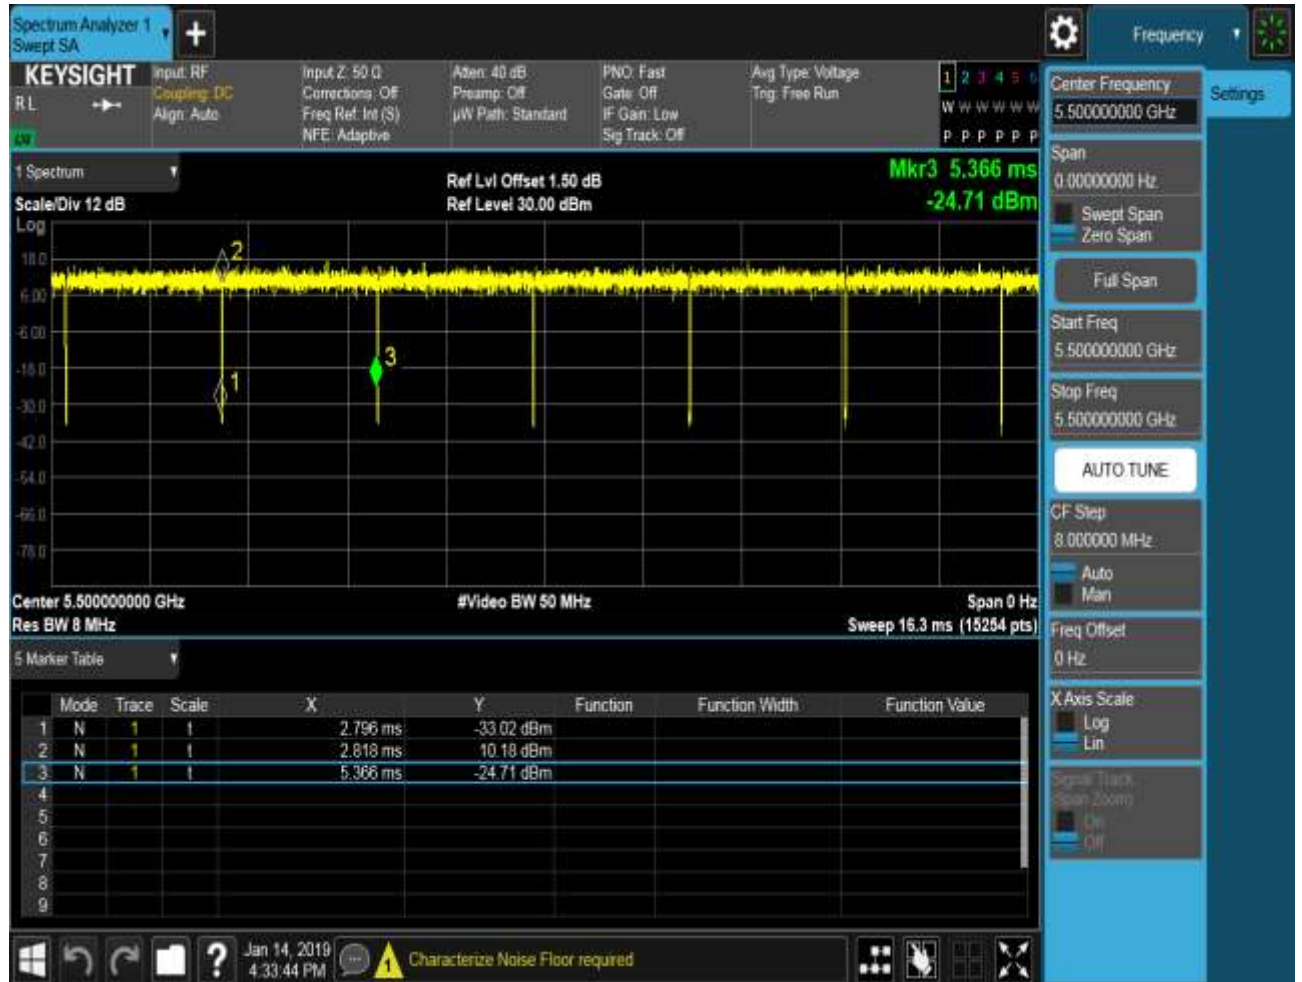 Spectrum Analyzer 1
Swept SA
Frequency
KEYSIGHT
RL
Input: RF
Coupling: DC
Align: Auto
Input Z: 50 Ω
Corrections: Off
Freq Ref: Int (S)
NFE: Adaptive
Atten: 40 dB
Preamp: Off
µW Path: Standard
PNO: Fast
Gate: Off
IF Gain: Low
Sig Track: Off
Avg Type: Voltage
Trig: Free Run
1 2 3 4 5 6
W W W W W W
P P P P P P
1 Spectrum
Scale/Div 12 dB
Ref Lvl Offset 1.50 dB
Ref Level 30.00 dBm
Mkr3 5.366 ms
-24.71 dBm
Log
18.0
6.00
-6.00
-18.0
-30.0
-42.0
-54.0
-66.0
-78.0
2
1
3
Center 5.500000000 GHz
#Video BW 50 MHz
Span 0 Hz
Res BW 8 MHz
Sweep 16.3 ms (15254 pts)
5 Marker Table
Mode Trace Scale X Y Function Function Width Function Value
1 N 1 t 2.796 ms -33.02 dBm
2 N 1 t 2.818 ms 10.18 dBm
3 N 1 t 5.366 ms -24.71 dBm
4
5
6
7
8
9
Jan 14, 2019
4:33:44 PM
?
1
Characterize Noise Floor required
Settings
Center Frequency
5.500000000 GHz
Span
0.00000000 Hz
Swept Span
Zero Span
Full Span
Start Freq
5.500000000 GHz
Stop Freq
5.500000000 GHz
AUTO TUNE
CF Step
8.000000 MHz
Auto
Man
Freq Offset
0 Hz
X Axis Scale
Log
Lin
Signal Track
(Span Zoom)
On
Off